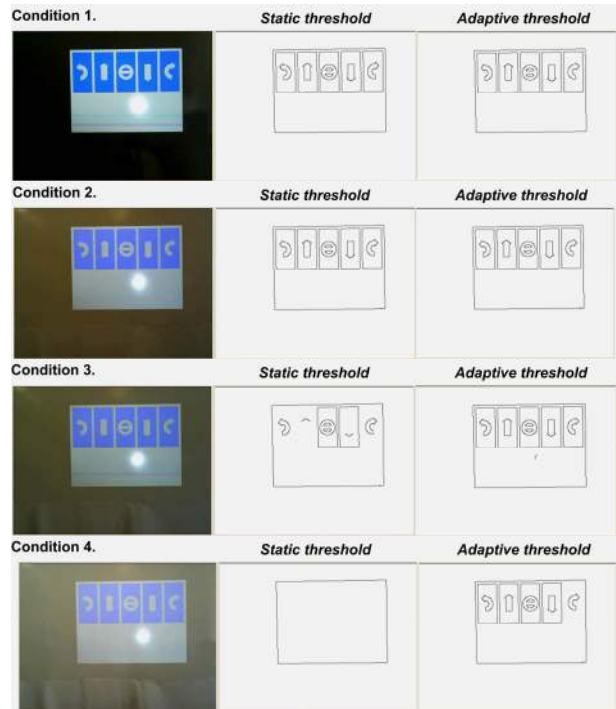 Condition 1. Static threshold Adaptive threshold
Condition 2. Static threshold Adaptive threshold
Condition 3. Static threshold Adaptive threshold
Condition 4. Static threshold Adaptive threshold